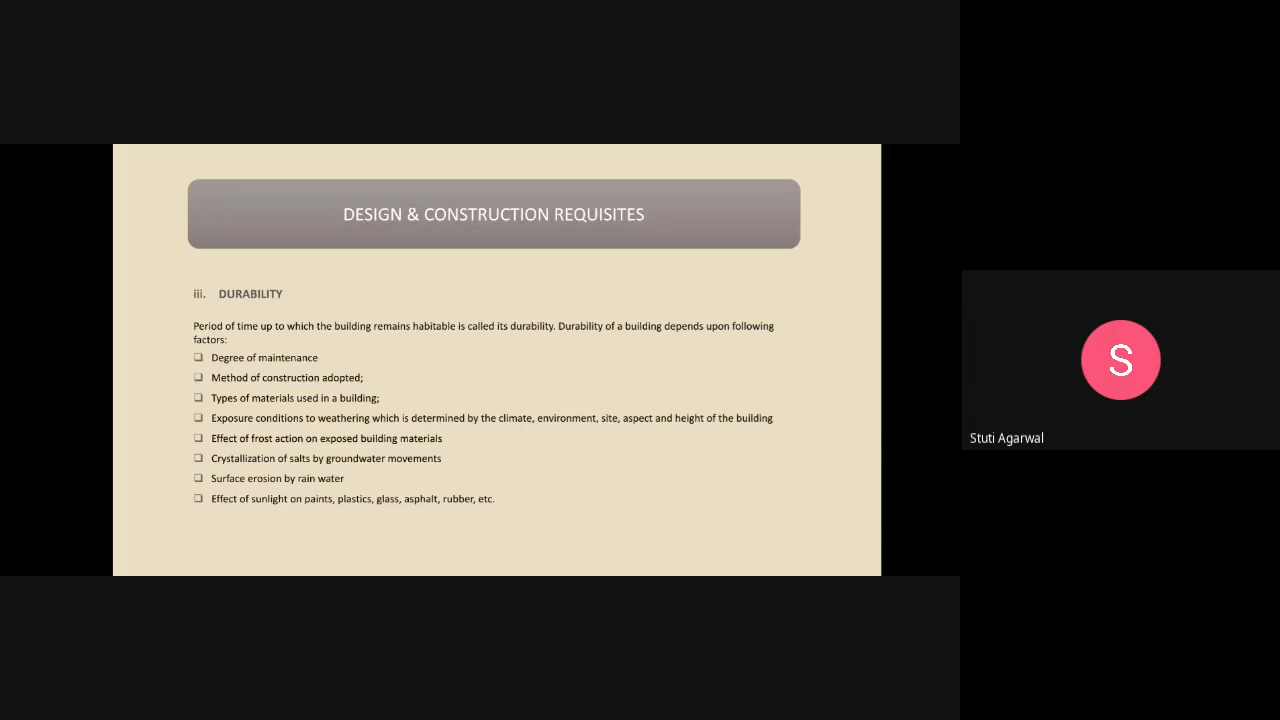 DESIGN & CONSTRUCTION REQUISITES
iii. DURABILITY
Period of time up to which the building remains habitable is called its durability. Durability of a building depends upon following
factors:
❑ Degree of maintenance
❑ Method of construction adopted;
❑ Types of materials used in a building;
❑ Exposure conditions to weathering which is determined by the climate, environment, site, aspect and height of the building
❑ Effect of frost action on exposed building materials
❑ Crystallization of salts by groundwater movements
❑ Surface erosion by rain water
❑ Effect of sunlight on paints, plastics, glass, asphalt, rubber, etc.
S
Stuti Agarwal